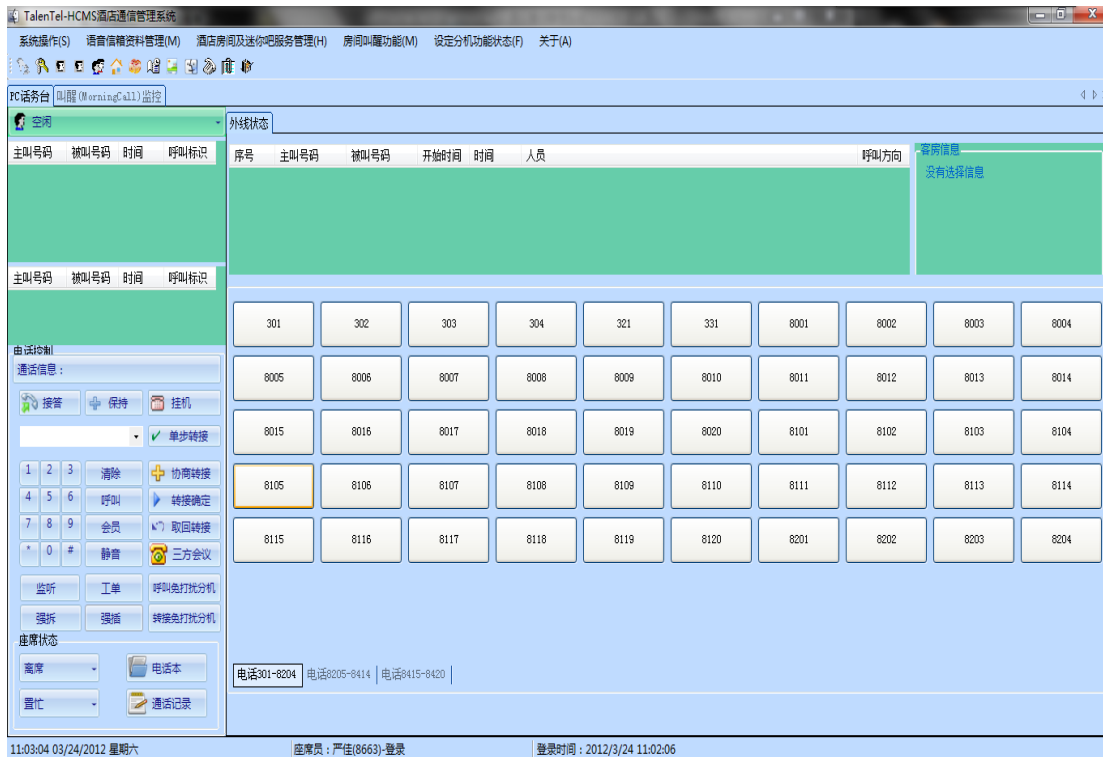 TalenTel-HCMS酒店通信管理系统
系统操作(S) 语音信箱资料管理(M) 酒店房间及迷你吧服务管理(H) 房间叫醒功能(M) 设定分机功能状态(F) 关于(A)
PC话务台 叫醒(MorningCall)监控
空闲
主叫号码 被叫号码 时间 呼叫标识
主叫号码 被叫号码 时间 呼叫标识
电话控制
通话信息：
接答 保持 挂机
单步转接
1 2 3 清除 协商转接
4 5 6 呼叫 转接确定
7 8 9 会员 取回转接
* 0 # 静音 三方会议
监听 工单 呼叫免打扰分机
强拆 强插 转接免打扰分机
座席状态
离席 电话本
置忙 通话记录
外线状态
序号 主叫号码 被叫号码 开始时间 时间 人员 呼叫方向
客房信息
没有选择信息
301 302 303 304 321 331 8001 8002 8003 8004
8005 8006 8007 8008 8009 8010 8011 8012 8013 8014
8015 8016 8017 8018 8019 8020 8101 8102 8103 8104
8105 8106 8107 8108 8109 8110 8111 8112 8113 8114
8115 8116 8117 8118 8119 8120 8201 8202 8203 8204
电话301-8204 电话8205-8414 电话8415-8420
11:03:04 03/24/2012 星期六 座席员：严佳(8663)-登录 登录时间：2012/3/24 11:02:06